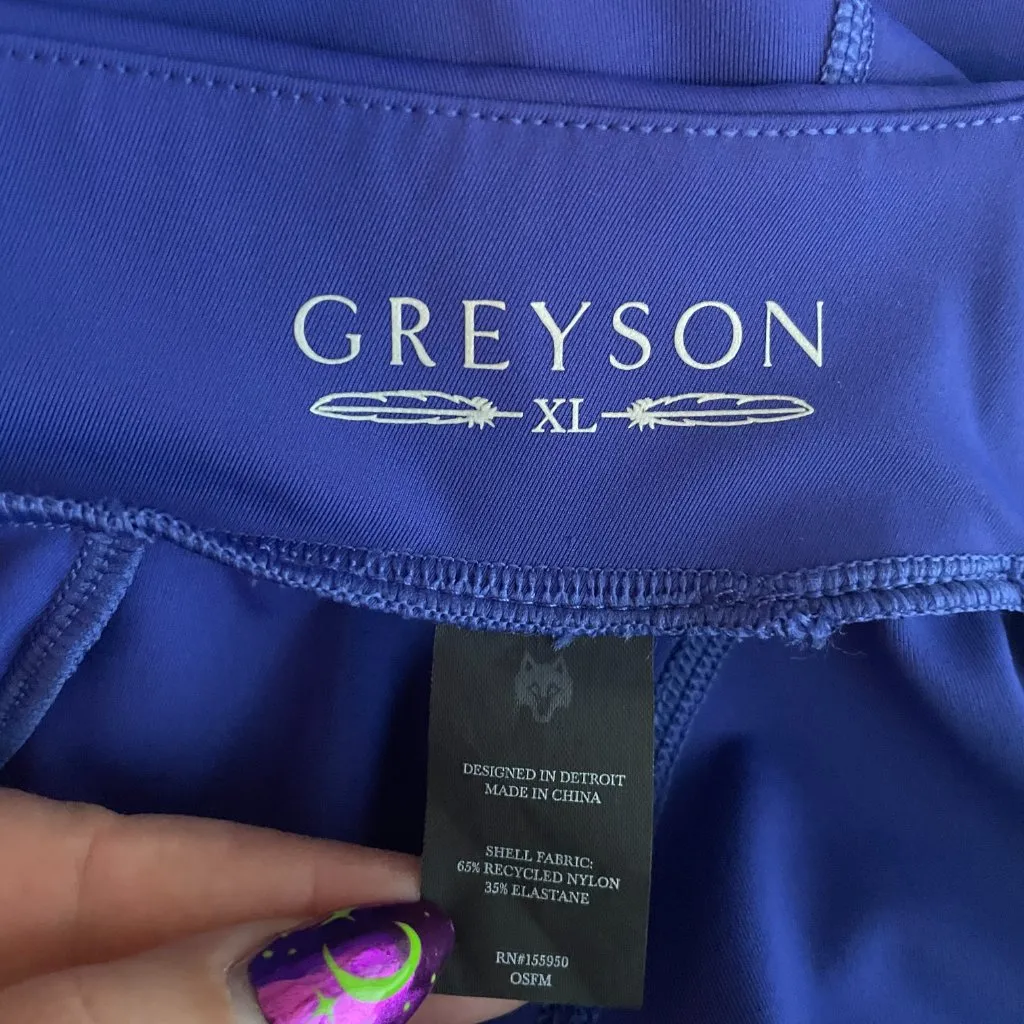 GREYSON
XL
DESIGNED IN DETROIT
MADE IN CHINA
SHELL FABRIC:
65% RECYCLED NYLON
35% ELASTANE
RN#155950
OSFM